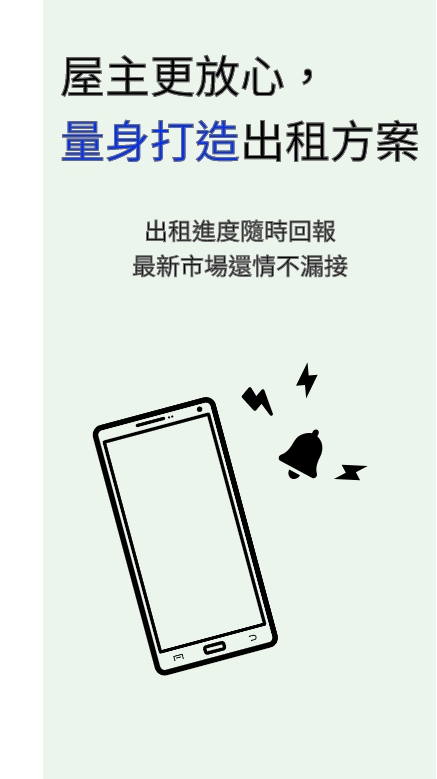 屋主更放心，
量身打造出租方案
出租進度隨時回報
最新市場還情不漏接